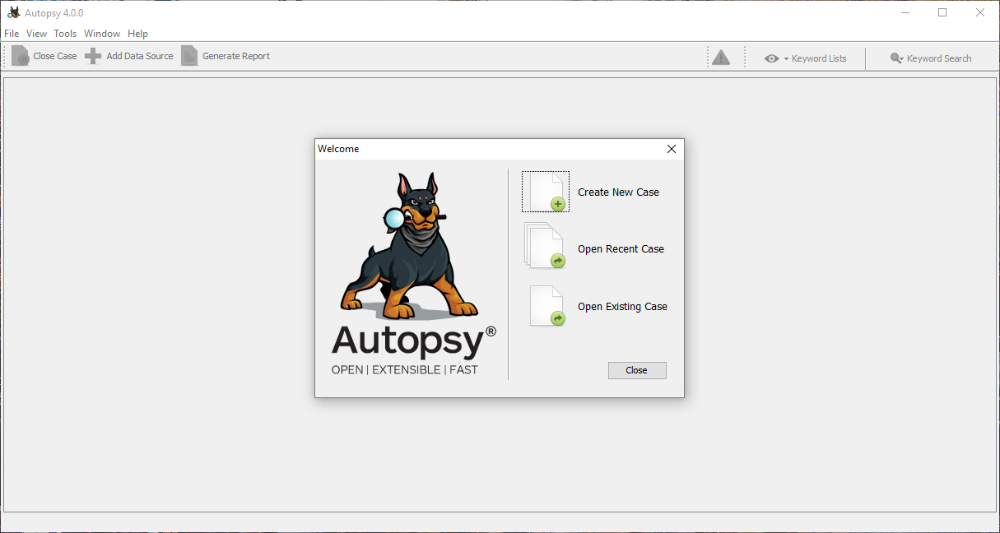 Autopsy 4.0.0
File View Tools Window Help
Close Case Add Data Source Generate Report Keyword Lists Keyword Search
Welcome
Create New Case
Open Recent Case
Open Existing Case
Autopsy®
OPEN | EXTENSIBLE | FAST
Close